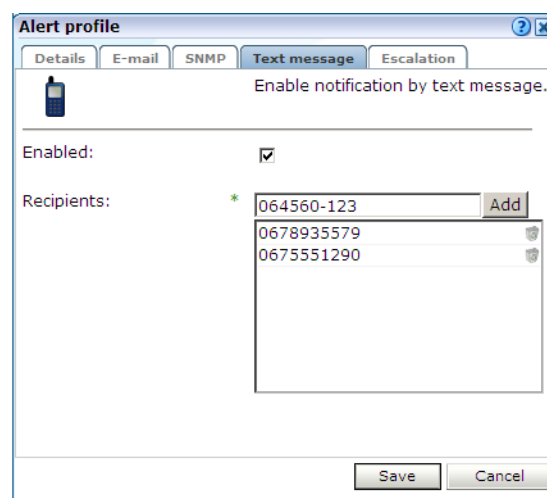 Alert profile
Details E-mail SNMP Text message Escalation
Enable notification by text message.
Enabled:
Recipients: * 064560-123 Add
0678935579
0675551290
Save Cancel